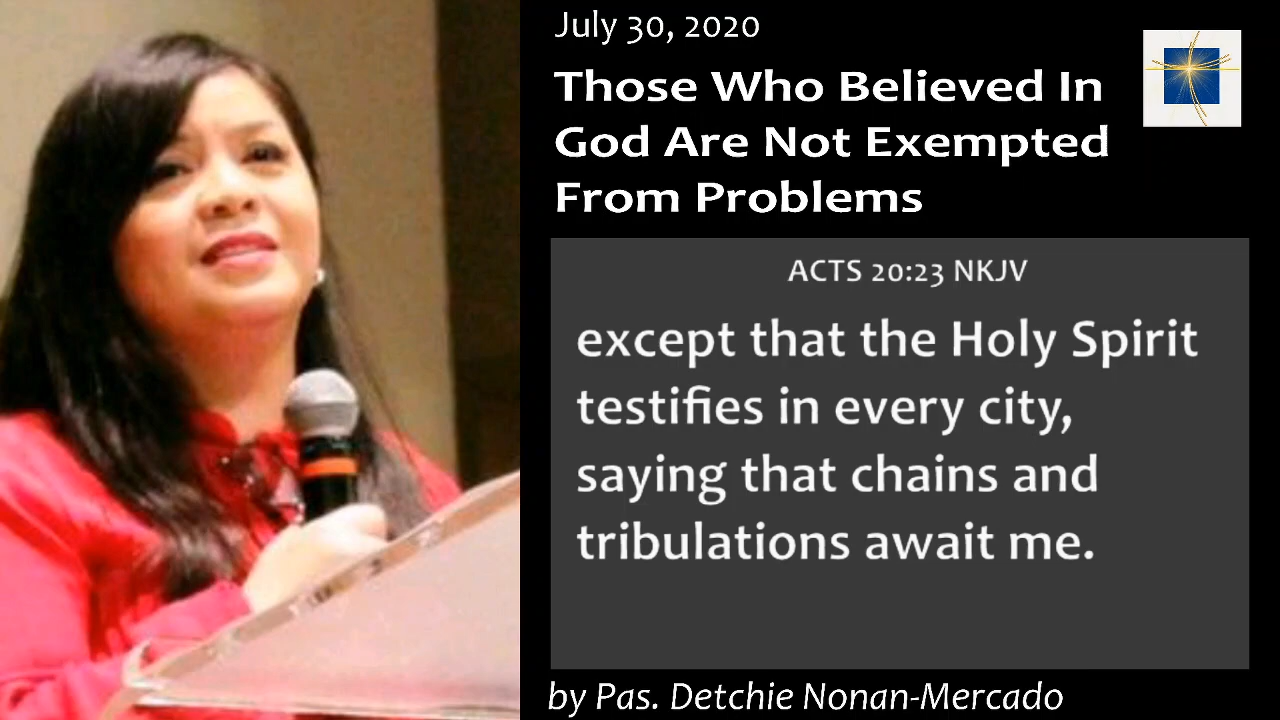 July 30, 2020
Those Who Believed In
God Are Not Exempted
From Problems
ACTS 20:23 NKJV
except that the Holy Spirit
testifies in every city,
saying that chains and
tribulations await me.
by Pas. Detchie Nonan-Mercado